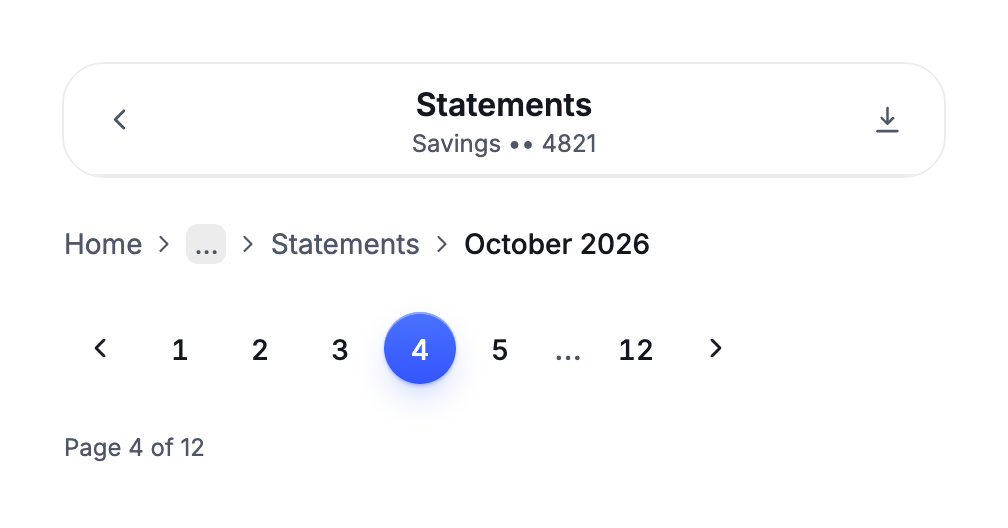 Statements
Savings •• 4821
Home > ... > Statements > October 2026
< 1 2 3 4 5 ... 12 >
Page 4 of 12